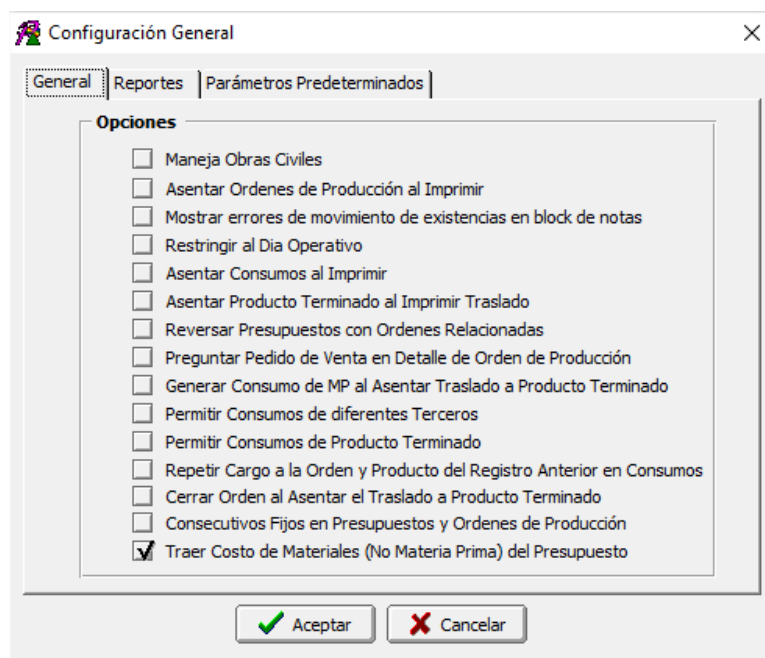 Configuración General
General Reportes Parámetros Predeterminados
Opciones
Maneja Obras Civiles
Asentar Ordenes de Producción al Imprimir
Mostrar errores de movimiento de existencias en block de notas
Restringir al Dia Operativo
Asentar Consumos al Imprimir
Asentar Producto Terminado al Imprimir Traslado
Reversar Presupuestos con Ordenes Relacionadas
Preguntar Pedido de Venta en Detalle de Orden de Producción
Generar Consumo de MP al Asentar Traslado a Producto Terminado
Permitir Consumos de diferentes Terceros
Permitir Consumos de Producto Terminado
Repetir Cargo a la Orden y Producto del Registro Anterior en Consumos
Cerrar Orden al Asentar el Traslado a Producto Terminado
Consecutivos Fijos en Presupuestos y Ordenes de Producción
Traer Costo de Materiales (No Materia Prima) del Presupuesto
Aceptar Cancelar